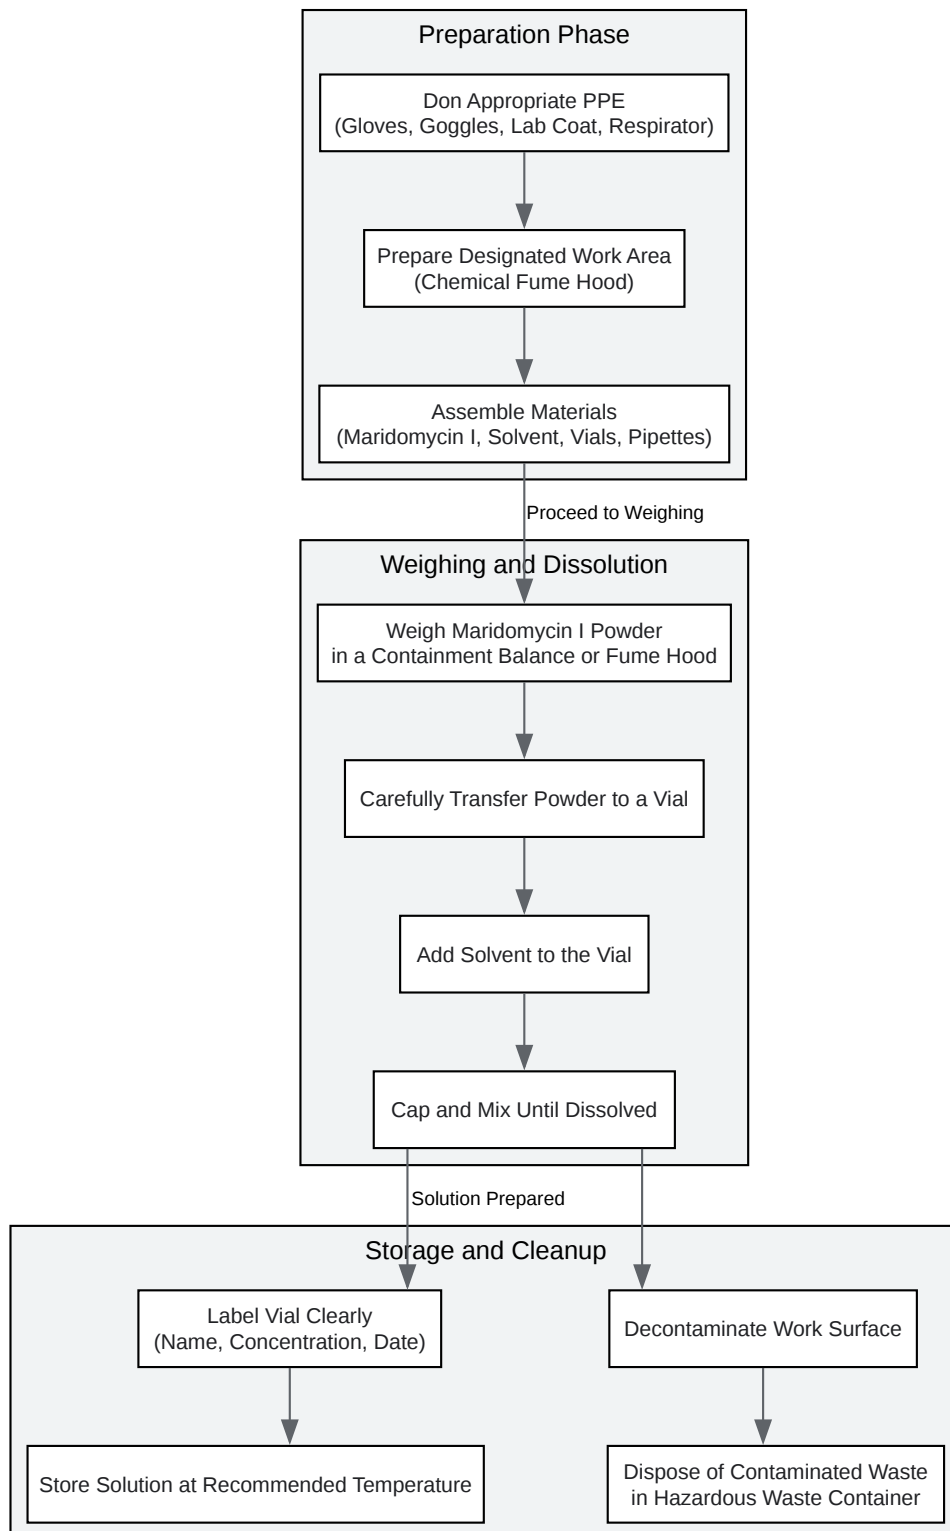 Preparation Phase
Don Appropriate PPE
(Gloves, Goggles, Lab Coat, Respirator)
Prepare Designated Work Area
(Chemical Fume Hood)
Assemble Materials
(Maridomycin I, Solvent, Vials, Pipettes)
Proceed to Weighing
Weighing and Dissolution
Weigh Maridomycin I Powder
in a Containment Balance or Fume Hood
Carefully Transfer Powder to a Vial
Add Solvent to the Vial
Cap and Mix Until Dissolved
Solution Prepared
Storage and Cleanup
Label Vial Clearly
(Name, Concentration, Date)
Decontaminate Work Surface
Store Solution at Recommended Temperature
Dispose of Contaminated Waste
in Hazardous Waste Container